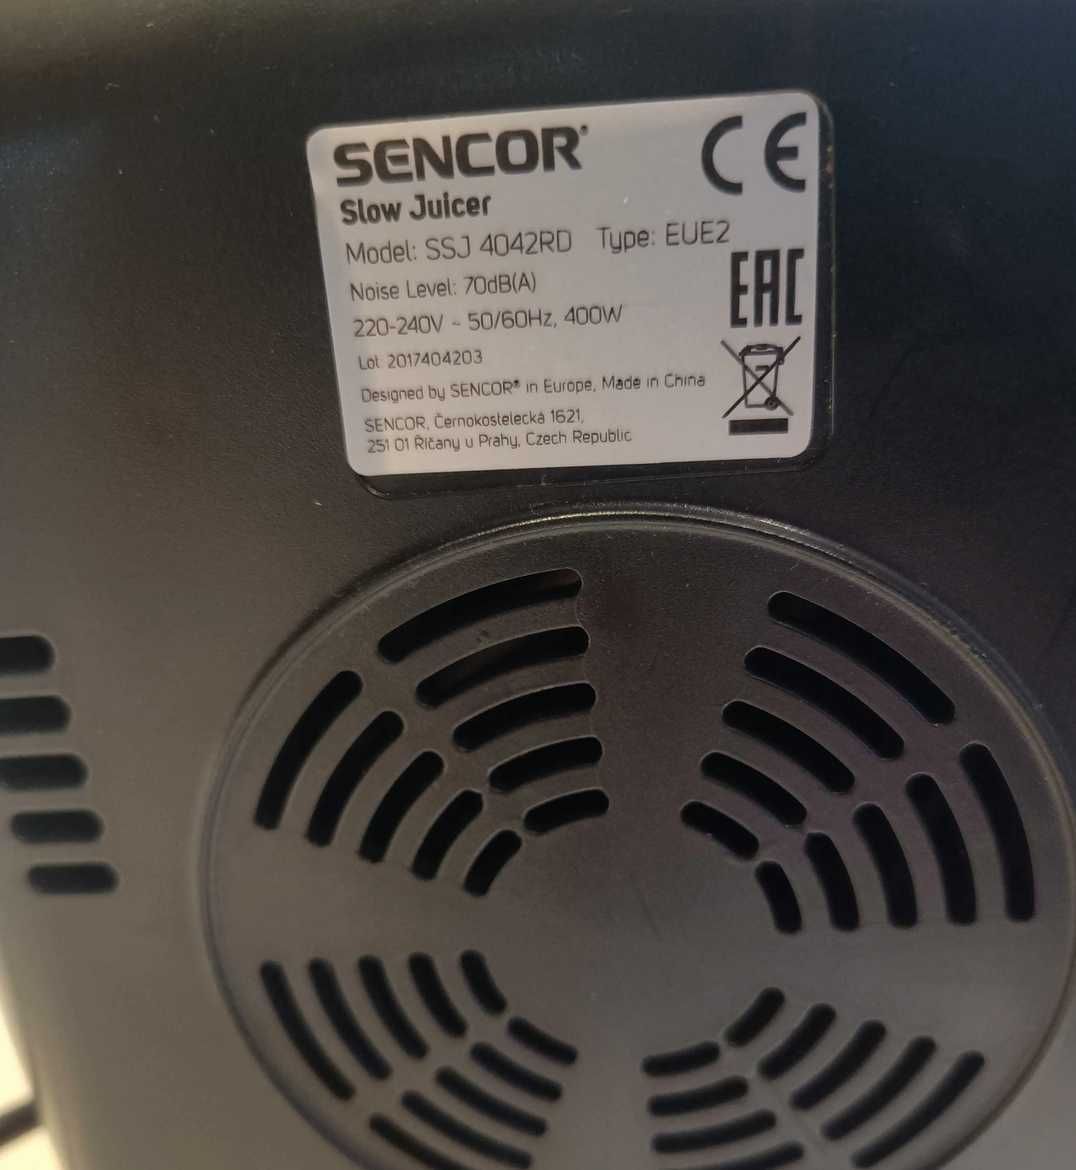 SENCOR®
CE
Slow Juicer
Model: SSJ 4042RD Type: EUE2
EAC
Noise Level: 70dB(A)
220-240V ~ 50/60Hz, 400W
Lot: 2017404203
Designed by SENCOR® in Europe, Made in China
SENCOR, Černokostelecká 1621,
251 01 Říčany u Prahy, Czech Republic